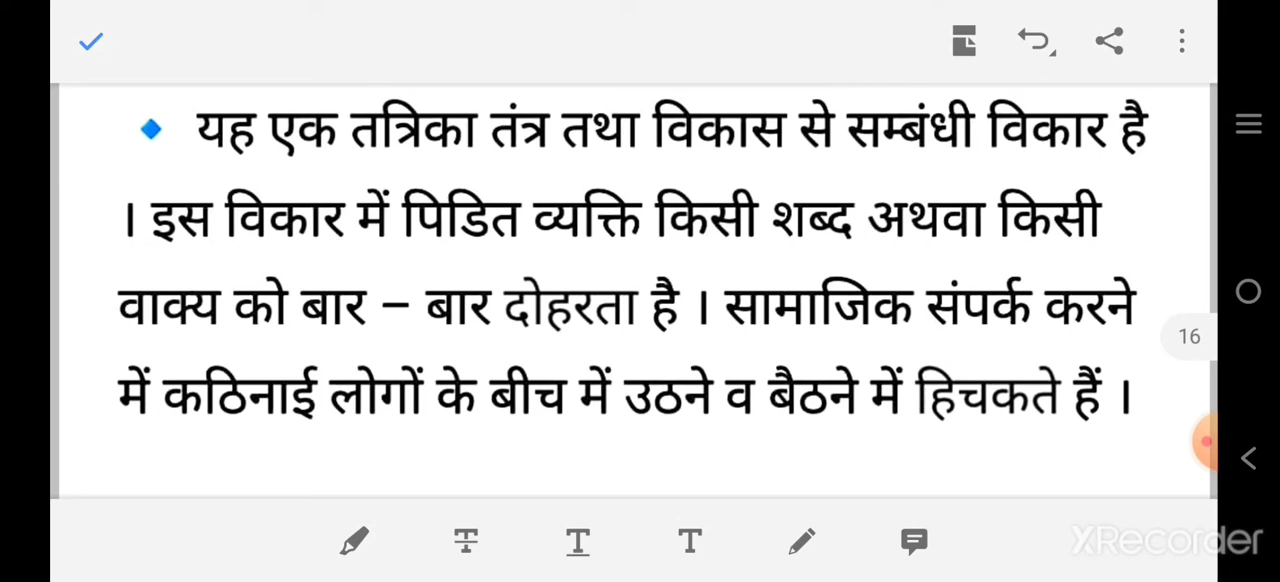 यह एक तत्रिका तंत्र तथा विकास से सम्बंधी विकार है
। इस विकार में पिडित व्यक्ति किसी शब्द अथवा किसी
वाक्य को बार – बार दोहरता है । सामाजिक संपर्क करने
16
में कठिनाई लोगों के बीच में उठने व बैठने में हिचकते हैं ।
XRecorder